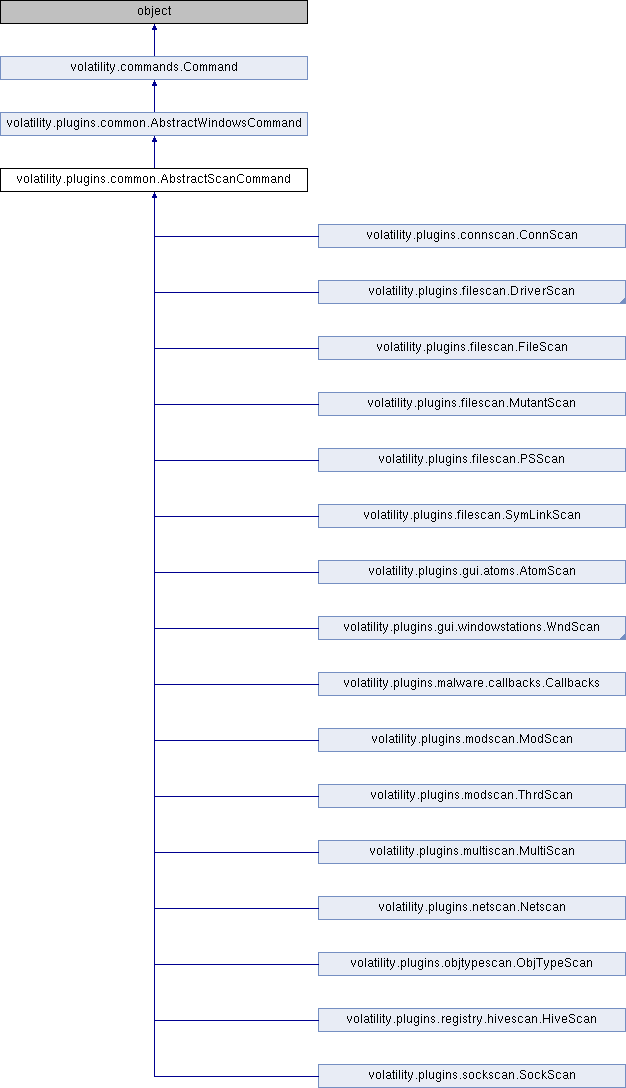 object
volatility.commands.Command
volatility.plugins.common.AbstractWindowsCommand
volatility.plugins.common.AbstractScanCommand
volatility.plugins.connscan.ConnScan
volatility.plugins.filescan.DriverScan
volatility.plugins.filescan.FileScan
volatility.plugins.filescan.MutantScan
volatility.plugins.filescan.PSScan
volatility.plugins.filescan.SymLinkScan
volatility.plugins.gui.atoms.AtomScan
volatility.plugins.gui.windowstations.WndScan
volatility.plugins.malware.callbacks.Callbacks
volatility.plugins.modscan.ModScan
volatility.plugins.modscan.ThrdScan
volatility.plugins.multiscan.MultiScan
volatility.plugins.netscan.Netscan
volatility.plugins.objtypescan.ObjTypeScan
volatility.plugins.registry.hivescan.HiveScan
volatility.plugins.sockscan.SockScan